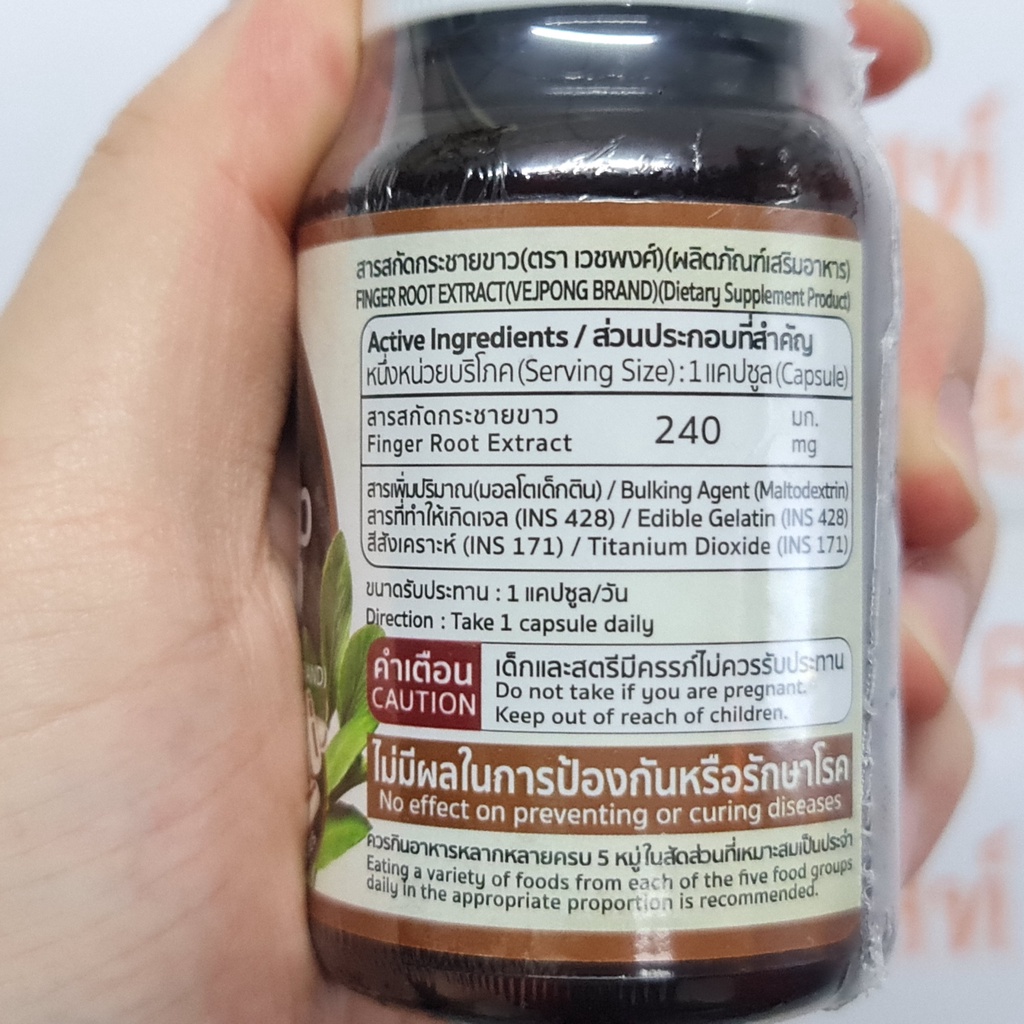 สารสกัดกระชายขาว(ตรา เวชพงศ์)(ผลิตภัณฑ์เสริมอาหาร)
FINGER ROOT EXTRACT(VEJPONG BRAND)(Dietary Supplement Product)
Active Ingredients / ส่วนประกอบที่สำคัญ
หนึ่งหน่วยบริโภค (Serving Size) : 1 แคปซูล (Capsule)
สารสกัดกระชายขาว 240 มก.
Finger Root Extract mg
สารเพิ่มปริมาณ(มอลโตเด็กติน) / Bulking Agent (Maltodextrin)
สารที่ทำให้เกิดเจล (INS 428) / Edible Gelatin (INS 428)
สีสังเคราะห์ (INS 171) / Titanium Dioxide (INS 171)
ขนาดรับประทาน : 1 แคปซูล/วัน
Direction : Take 1 capsule daily
คำเตือน
CAUTION
เด็กและสตรีมีครรภ์ไม่ควรรับประทาน
Do not take if you are pregnant.
Keep out of reach of children.
ไม่มีผลในการป้องกันหรือรักษาโรค
No effect on preventing or curing diseases
ควรกินอาหารหลากหลายครบ 5 หมู่ ในสัดส่วนที่เหมาะสมเป็นประจำ
Eating a variety of foods from each of the five food groups
daily in the appropriate proportion is recommended.